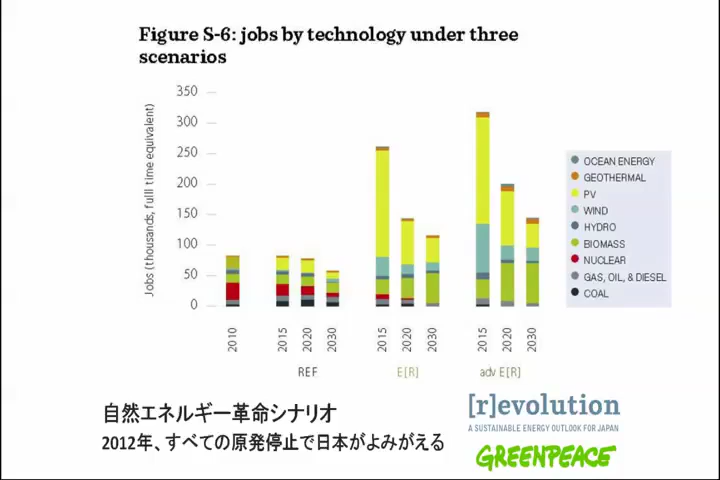 Figure S-6: jobs by technology under three
scenarios
Jobs (thousands, fulll time equivalent)
350
300
250
200
150
100
50
0
2010
2015
2020
2030
2015
2020
2030
2015
2020
2030
REF
E[R]
adv E[R]
OCEAN ENERGY
GEOTHERMAL
PV
WIND
HYDRO
BIOMASS
NUCLEAR
GAS, OIL, & DIESEL
COAL
自然エネルギー革命シナリオ
2012年、すべての原発停止で日本がよみがえる
[r]evolution
A SUSTAINABLE ENERGY OUTLOOK FOR JAPAN
GREENPEACE